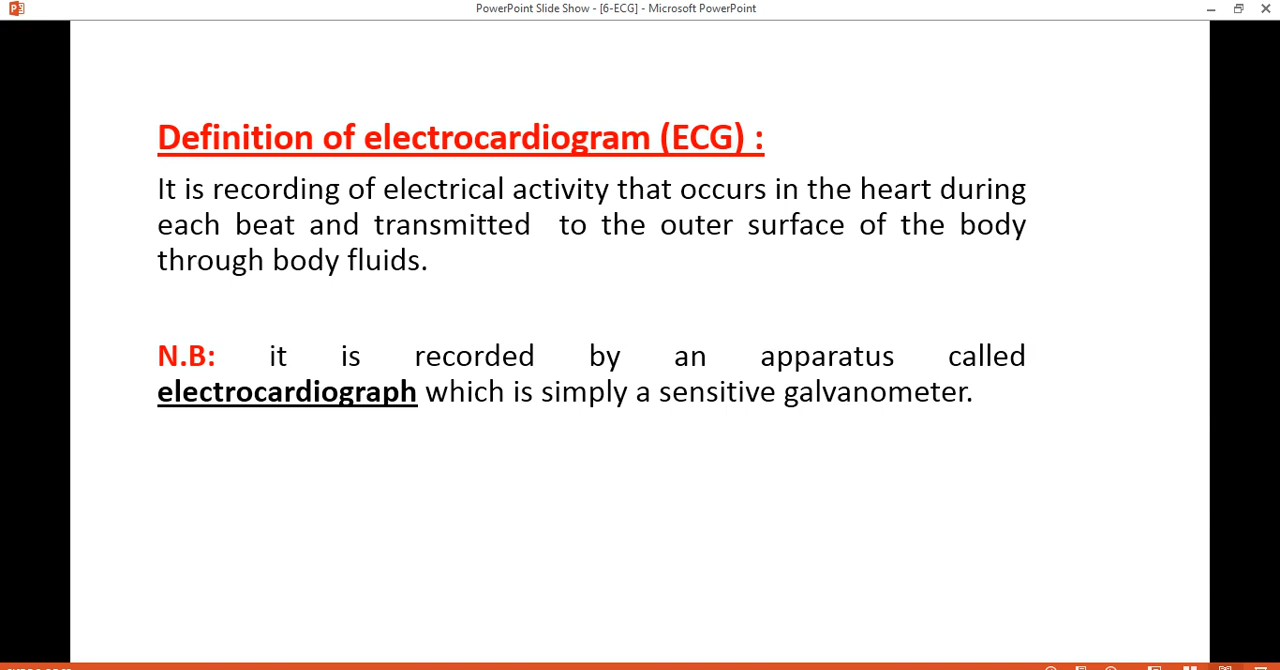 PowerPoint Slide Show - [6-ECG] - Microsoft PowerPoint
Definition of electrocardiogram (ECG) :
It is recording of electrical activity that occurs in the heart during
each beat and transmitted to the outer surface of the body
through body fluids.
N.B: it is recorded by an apparatus called
electrocardiograph which is simply a sensitive galvanometer.